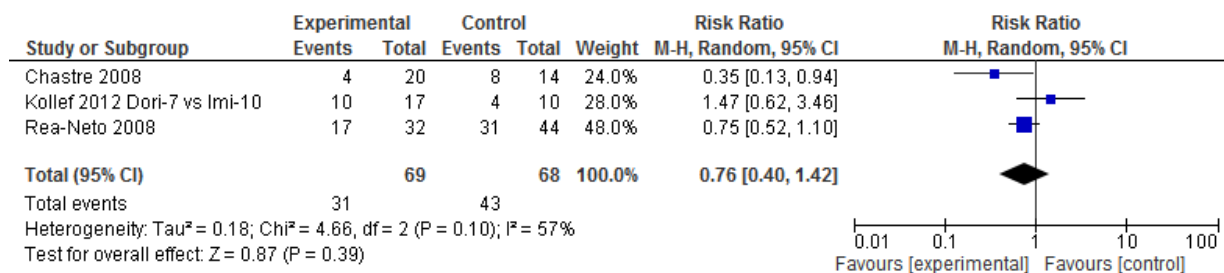 Experimental Control Risk Ratio Risk Ratio
Study or Subgroup Events Total Events Total Weight M-H, Random, 95% CI M-H, Random, 95% CI
Chastre 2008 4 20 8 14 24.0% 0.35 [0.13, 0.94]
Kollef 2012 Dori-7 vs Imi-10 10 17 4 10 28.0% 1.47 [0.62, 3.46]
Rea-Neto 2008 17 32 31 44 48.0% 0.75 [0.52, 1.10]
Total (95% CI) 69 68 100.0% 0.76 [0.40, 1.42]
Total events 31 43
Heterogeneity: Tau² = 0.18; Chi² = 4.66, df = 2 (P = 0.10); I² = 57%
Test for overall effect: Z = 0.87 (P = 0.39)
0.01 0.1 1 10 100
Favours [experimental] Favours [control]